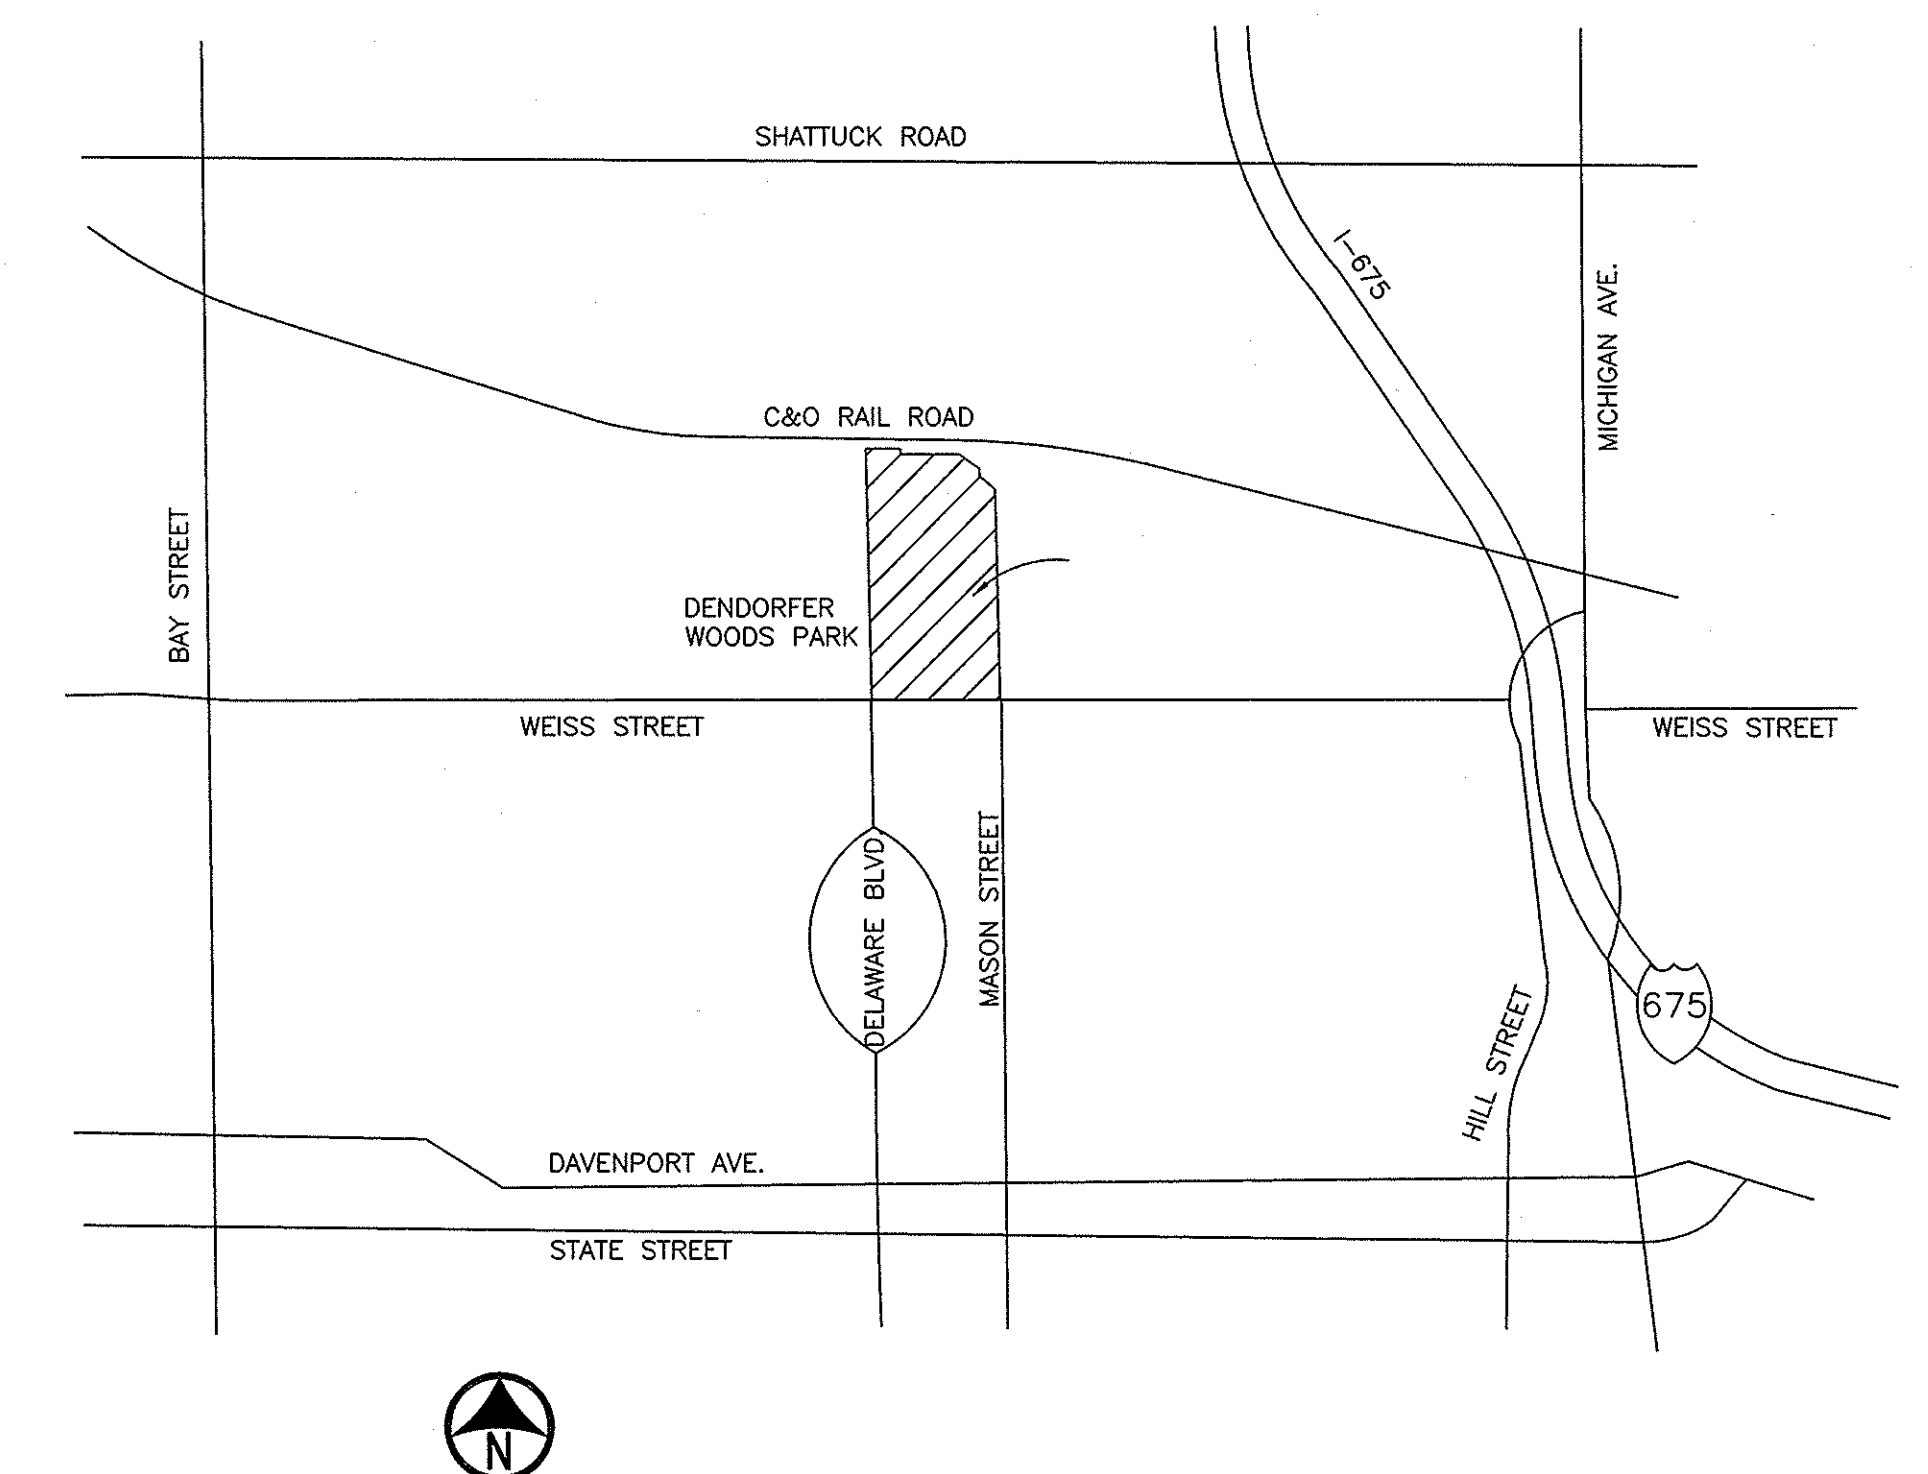 SHATTUCK ROAD
I-675
MICHIGAN AVE.
C&O RAIL ROAD
BAY STREET
DENDORFER
WOODS PARK
WEISS STREET
WEISS STREET
DELAWARE BLVD
MASON STREET
HILL STREET
675
DAVENPORT AVE.
STATE STREET
N